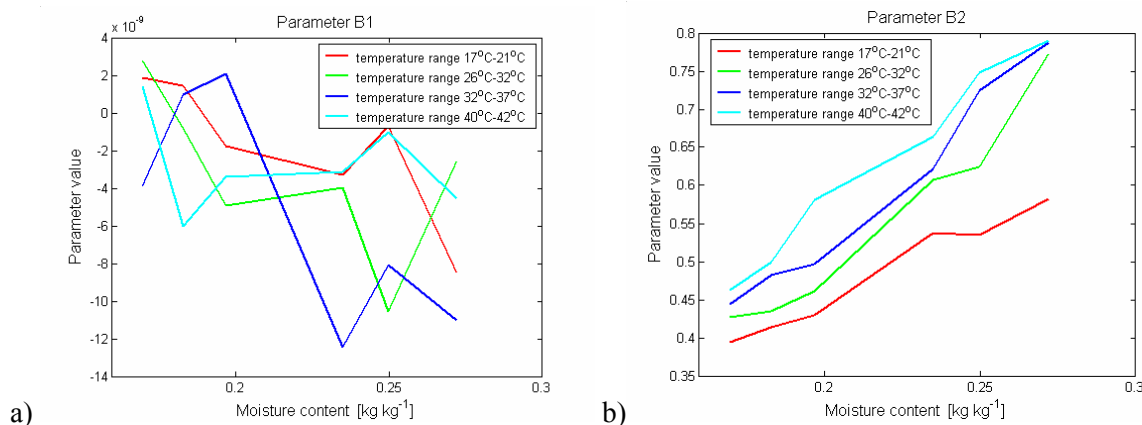 Parameter B1
x 10⁻⁹
4
2
0
-2
-4
-6
-8
-10
-12
-14
Parameter value
temperature range 17°C-21°C
temperature range 26°C-32°C
temperature range 32°C-37°C
temperature range 40°C-42°C
0.2
0.25
0.3
Moisture content [kg kg⁻¹]
a)
Parameter B2
0.8
0.75
0.7
0.65
0.6
0.55
0.5
0.45
0.4
0.35
Parameter value
temperature range 17°C-21°C
temperature range 26°C-32°C
temperature range 32°C-37°C
temperature range 40°C-42°C
0.2
0.25
0.3
Moisture content [kg kg⁻¹]
b)